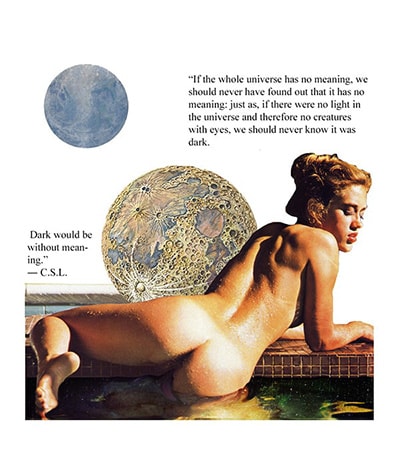 “If the whole universe has no meaning, we
should never have found out that it has no
meaning: just as, if there were no light in
the universe and therefore no creatures
with eyes, we should never know it was
dark.
Dark would be
without mean-
ing.”
— C.S.L.